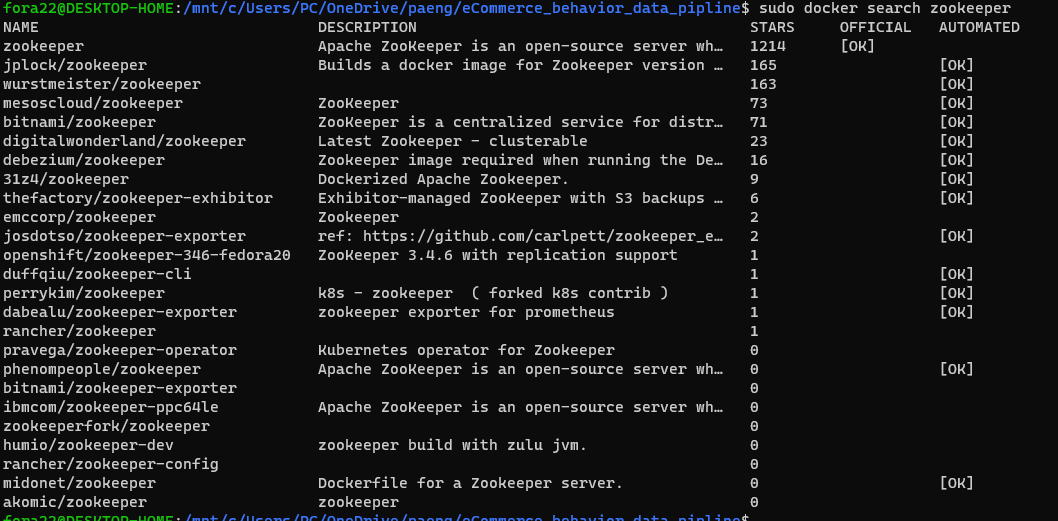 fora22@DESKTOP-HOME:/mnt/c/Users/PC/OneDrive/paeng/eCommerce_behavior_data_pipline$ sudo docker search zookeeper
NAME DESCRIPTION STARS OFFICIAL AUTOMATED
zookeeper Apache ZooKeeper is an open-source server wh… 1214 [OK]
jplock/zookeeper Builds a docker image for Zookeeper version … 165 [OK]
wurstmeister/zookeeper 163 [OK]
mesoscloud/zookeeper ZooKeeper 73 [OK]
bitnami/zookeeper ZooKeeper is a centralized service for distr… 71 [OK]
digitalwonderland/zookeeper Latest Zookeeper - clusterable 23 [OK]
debezium/zookeeper Zookeeper image required when running the De… 16 [OK]
31z4/zookeeper Dockerized Apache Zookeeper. 9 [OK]
thefactory/zookeeper-exhibitor Exhibitor-managed ZooKeeper with S3 backups … 6 [OK]
emccorp/zookeeper Zookeeper 2
josdotso/zookeeper-exporter ref: https://github.com/carlpett/zookeeper_e… 2 [OK]
openshift/zookeeper-346-fedora20 ZooKeeper 3.4.6 with replication support 1
duffqiu/zookeeper-cli 1 [OK]
perrykim/zookeeper k8s - zookeeper ( forked k8s contrib ) 1 [OK]
dabealu/zookeeper-exporter zookeeper exporter for prometheus 1 [OK]
rancher/zookeeper 1
pravega/zookeeper-operator Kubernetes operator for Zookeeper 0
phenompeople/zookeeper Apache ZooKeeper is an open-source server wh… 0 [OK]
bitnami/zookeeper-exporter 0
ibmcom/zookeeper-ppc64le Apache ZooKeeper is an open-source server wh… 0
zookeeperfork/zookeeper 0
humio/zookeeper-dev zookeeper build with zulu jvm. 0
rancher/zookeeper-config 0
midonet/zookeeper Dockerfile for a Zookeeper server. 0 [OK]
akomic/zookeeper zookeeper 0
fora22@DESKTOP-HOME:/mnt/c/Users/PC/OneDrive/paeng/eCommerce_behavior_data_pipline$